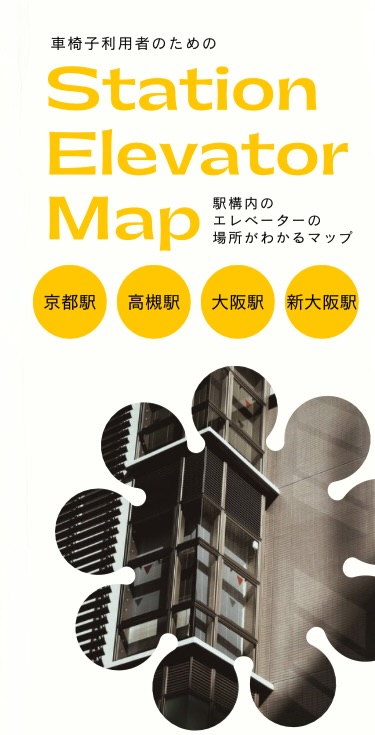 車椅子利用者のための
Station
Elevator
Map
駅構内の
エレベーターの
場所がわかるマップ
京都駅 高槻駅 大阪駅 新大阪駅